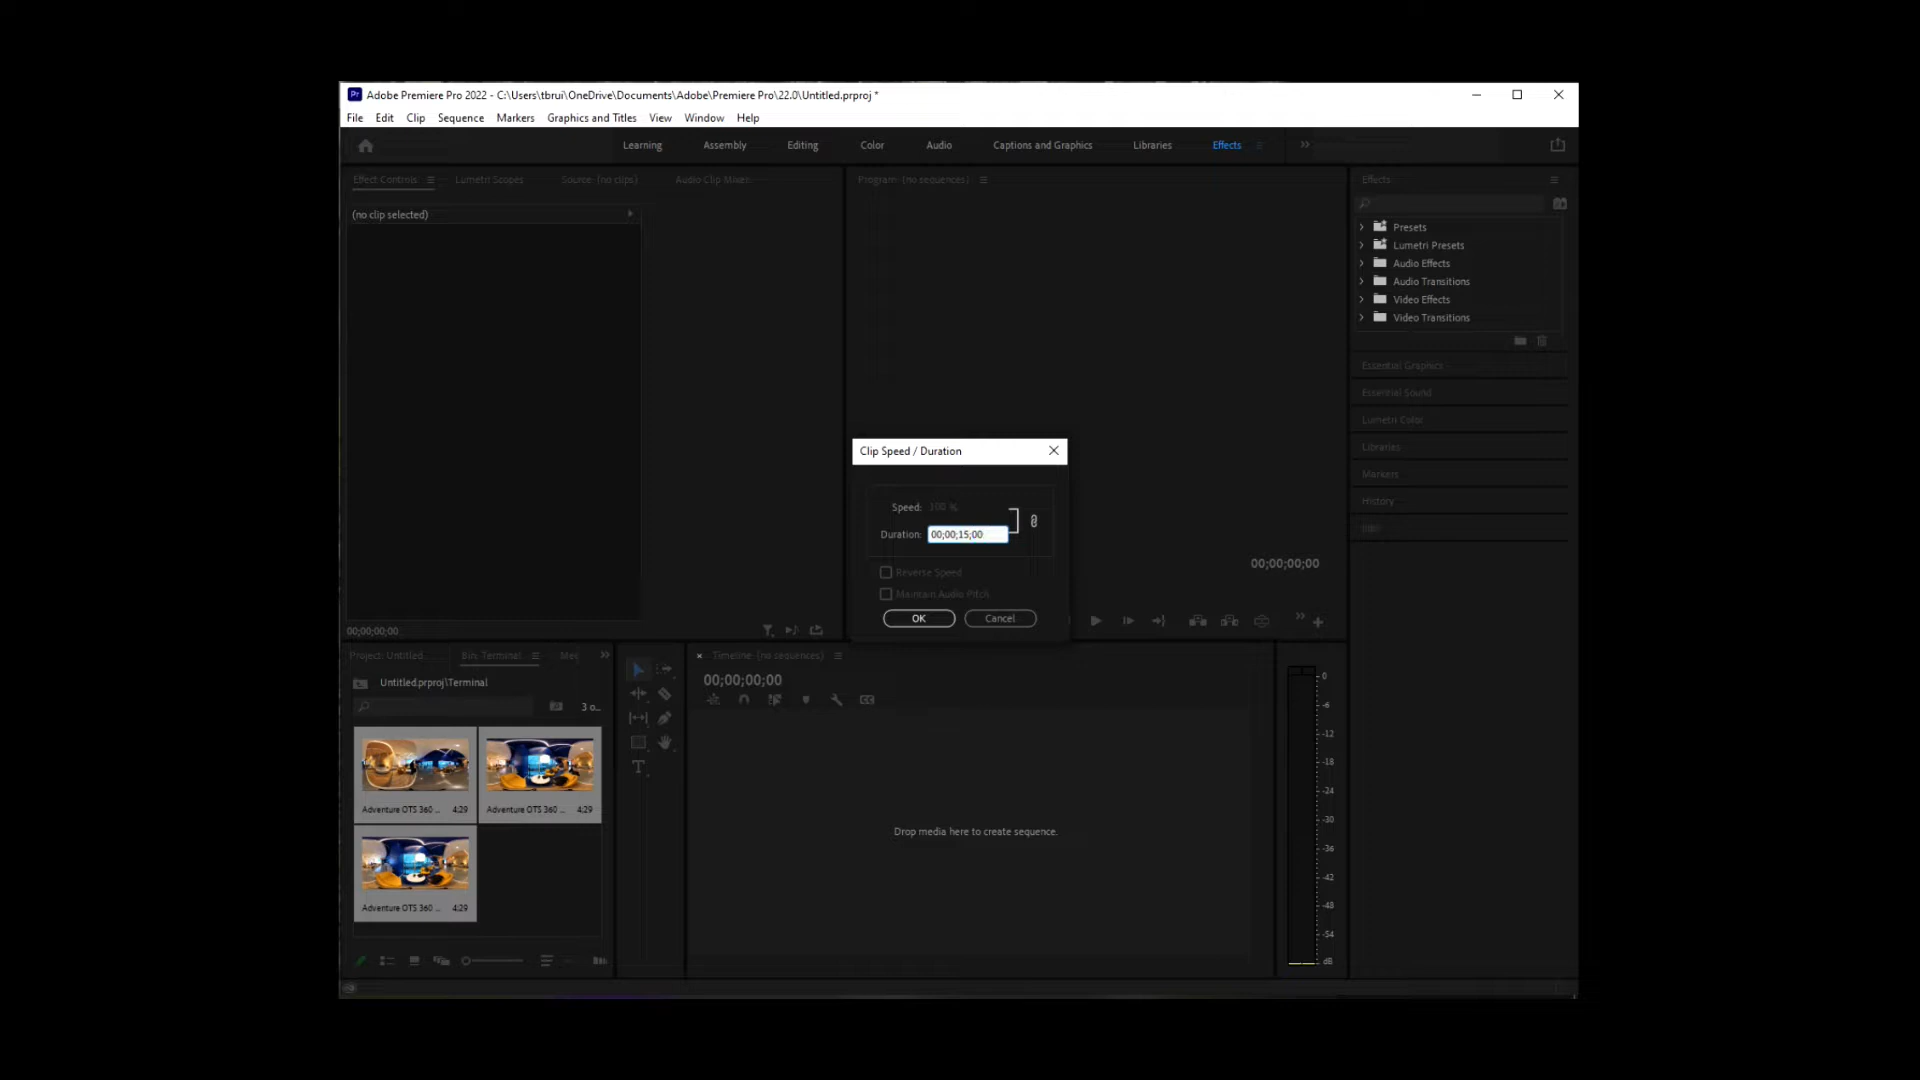 Adobe Premiere Pro 2022 - C:\Users\tbrui\OneDrive\Documents\Adobe\Premiere Pro\22.0\Untitled.prproj *
File Edit Clip Sequence Markers Graphics and Titles View Window Help
Learning Assembly Editing Color Audio Captions and Graphics Libraries Effects
Effect Controls Lumetri Scopes Source: (no clips) Audio Clip Mixer:
(no clip selected)
00;00;00;00
Program: (no sequences)
00;00;00;00
Effects
Presets
Lumetri Presets
Audio Effects
Audio Transitions
Video Effects
Video Transitions
Essential Graphics
Essential Sound
Lumetri Color
Libraries
Markers
History
Info
Clip Speed / Duration
Speed: 100 %
Duration: 00;00;15;00
Reverse Speed
Maintain Audio Pitch
OK Cancel
Project: Untitled Bin: Terminal Mec
Untitled.prproj\Terminal
3 o...
Adventure OTS 360 ... 4:29
Adventure OTS 360 ... 4:29
Adventure OTS 360 ... 4:29
× Timeline: (no sequences)
00;00;00;00
Drop media here to create sequence.
0
-6
-12
-18
-24
-30
-36
-42
-48
-54
dB